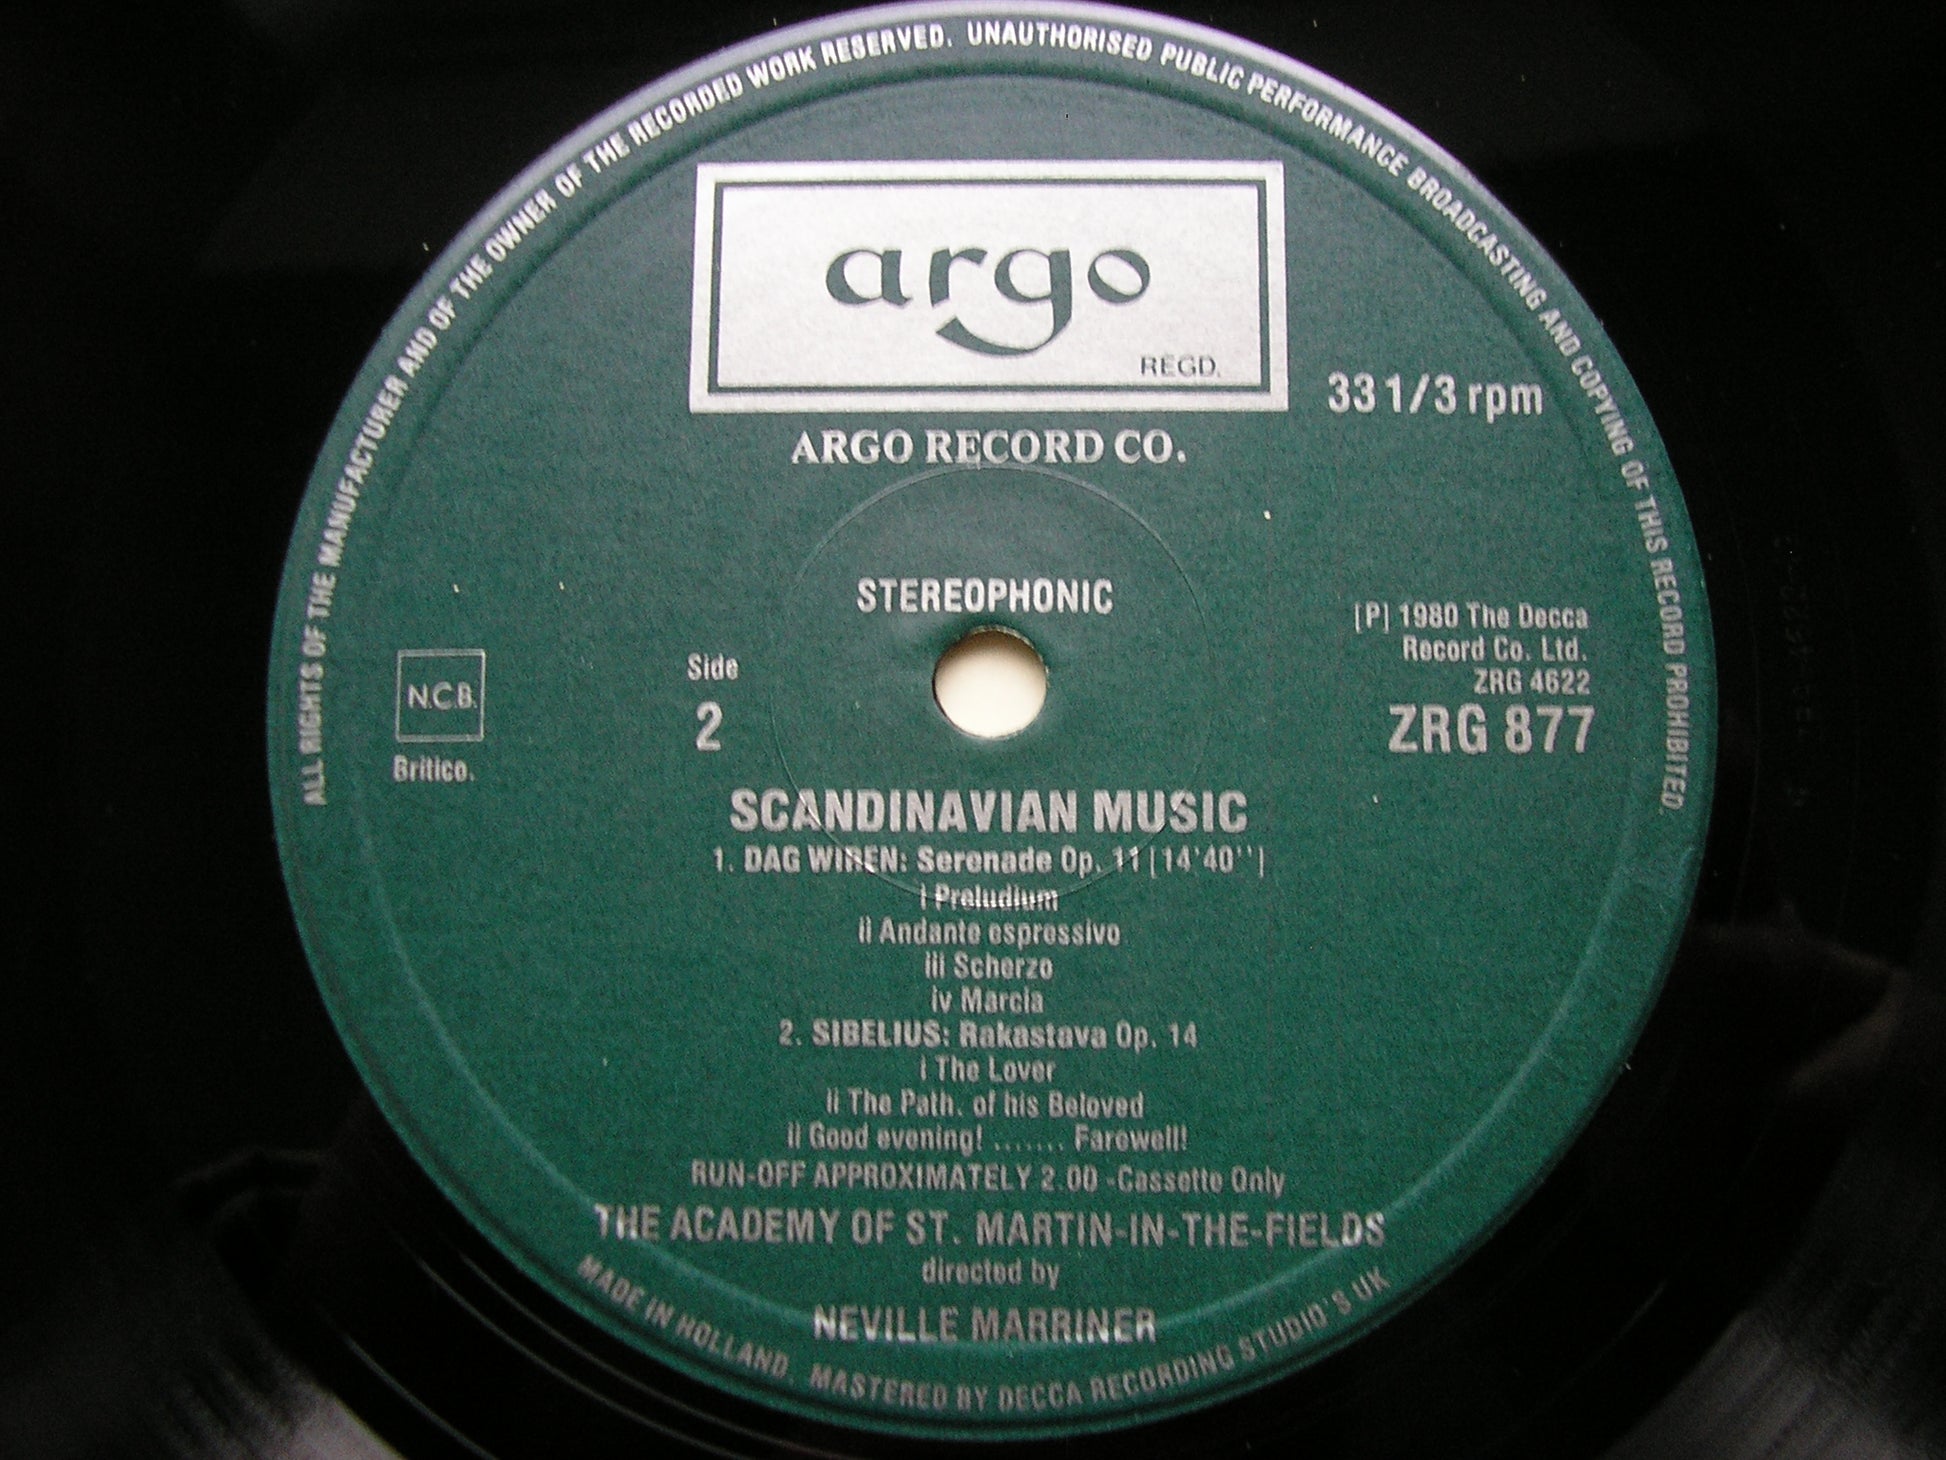 ALL RIGHTS OF THE MANUFACTURER AND OF THE OWNER OF THE RECORDED WORK RESERVED. UNAUTHORISED PUBLIC PERFORMANCE BROADCASTING AND COPYING OF THIS RECORD PROHIBITED.
argo
REGD.
33 1/3 rpm
ARGO RECORD CO.
STEREOPHONIC
[P] 1980 The Decca
Record Co. Ltd.
ZRG 4622
ZRG 877
Side
2
N.C.B.
Britico.
SCANDINAVIAN MUSIC
1. DAG WIREN: Serenade Op. 11 [14'40'']
i Preludium
ii Andante espressivo
iii Scherzo
iv Marcia
2. SIBELIUS: Rakastava Op. 14
i The Lover
ii The Path. of his Beloved
ii Good evening! ....... Farewell!
RUN-OFF APPROXIMATELY 2.00 -Cassette Only
THE ACADEMY OF ST. MARTIN-IN-THE-FIELDS
directed by
NEVILLE MARRINER
MADE IN HOLLAND. MASTERED BY DECCA RECORDING STUDIO'S UK